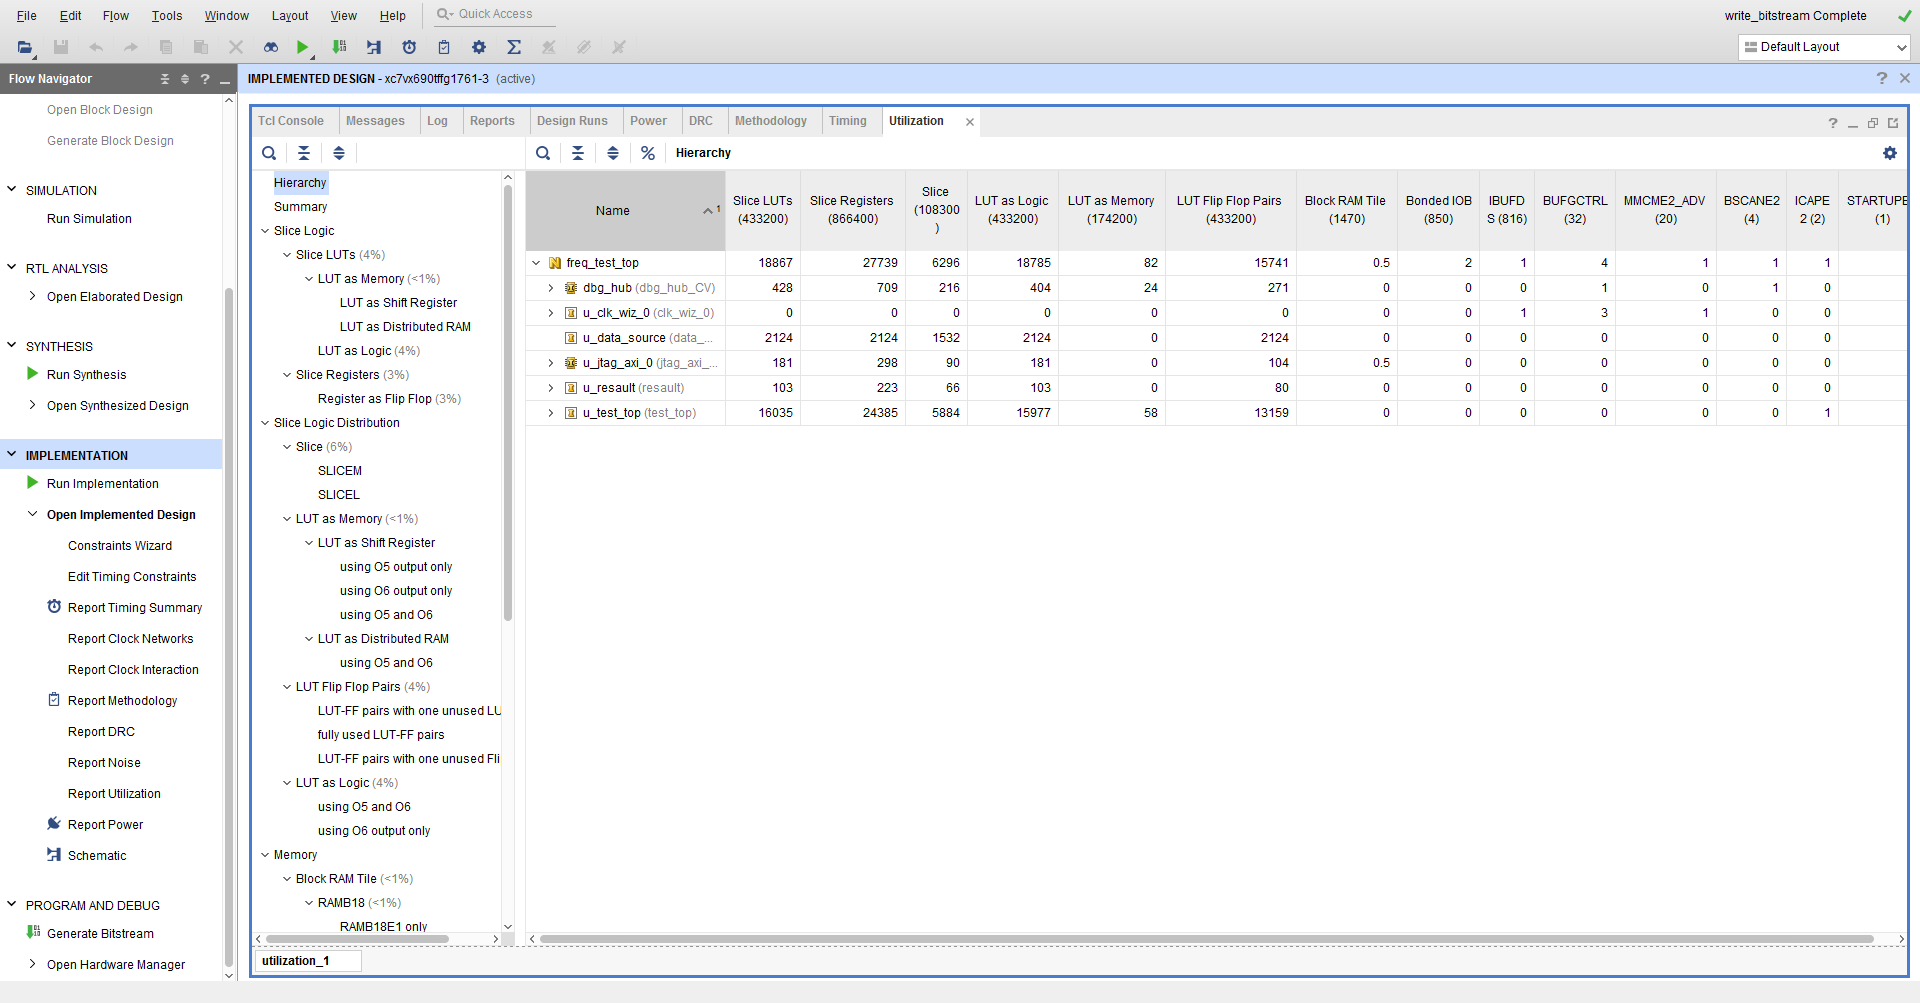 File Edit Flow Tools Window Layout View Help Quick Access write_bitstream Complete
Default Layout
Flow Navigator
IMPLEMENTED DESIGN - xc7vx690tffg1761-3 (active)
Open Block Design
Generate Block Design
SIMULATION
Run Simulation
RTL ANALYSIS
Open Elaborated Design
SYNTHESIS
Run Synthesis
Open Synthesized Design
IMPLEMENTATION
Run Implementation
Open Implemented Design
Constraints Wizard
Edit Timing Constraints
Report Timing Summary
Report Clock Networks
Report Clock Interaction
Report Methodology
Report DRC
Report Noise
Report Utilization
Report Power
Schematic
PROGRAM AND DEBUG
Generate Bitstream
Open Hardware Manager
Tcl Console Messages Log Reports Design Runs Power DRC Methodology Timing Utilization
Hierarchy
Summary
Slice Logic
Slice LUTs (4%)
LUT as Memory (<1%)
LUT as Shift Register
LUT as Distributed RAM
LUT as Logic (4%)
Slice Registers (3%)
Register as Flip Flop (3%)
Slice Logic Distribution
Slice (6%)
SLICEM
SLICEL
LUT as Memory (<1%)
LUT as Shift Register
using O5 output only
using O6 output only
using O5 and O6
LUT as Distributed RAM
using O5 and O6
LUT Flip Flop Pairs (4%)
LUT-FF pairs with one unused LU
fully used LUT-FF pairs
LUT-FF pairs with one unused Fli
LUT as Logic (4%)
using O5 and O6
using O6 output only
Memory
Block RAM Tile (<1%)
RAMB18 (<1%)
RAMB18E1 only
% Hierarchy
Name 1 Slice LUTs (433200) Slice Registers (866400) Slice (108300) LUT as Logic (433200) LUT as Memory (174200) LUT Flip Flop Pairs (433200) Block RAM Tile (1470) Bonded IOB (850) IBUFDS (816) BUFGCTRL (32) MMCME2_ADV (20) BSCANE2 (4) ICAPE2 (2) STARTUPE (1)
freq_test_top 18867 27739 6296 18785 82 15741 0.5 2 1 4 1 1 1
dbg_hub (dbg_hub_CV) 428 709 216 404 24 271 0 0 0 1 0 1 0
u_clk_wiz_0 (clk_wiz_0) 0 0 0 0 0 0 0 0 1 3 1 0 0
u_data_source (data_... 2124 2124 1532 2124 0 2124 0 0 0 0 0 0 0
u_jtag_axi_0 (jtag_axi_... 181 298 90 181 0 104 0.5 0 0 0 0 0 0
u_resault (resault) 103 223 66 103 0 80 0 0 0 0 0 0 0
u_test_top (test_top) 16035 24385 5884 15977 58 13159 0 0 0 0 0 0 1
utilization_1